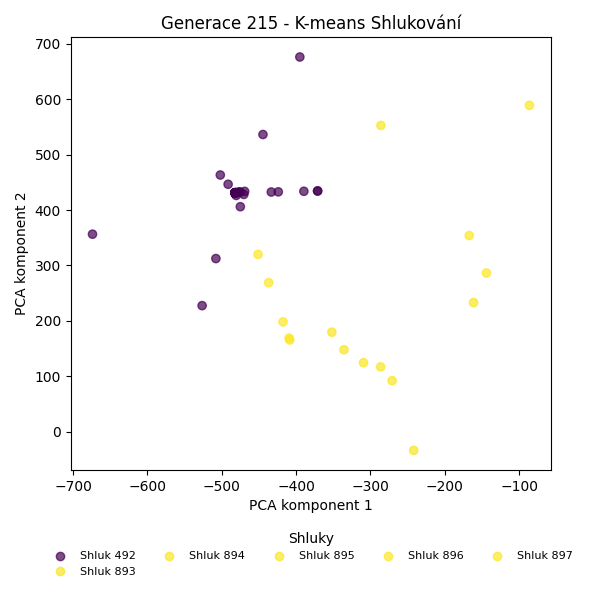 Generace 215 - K-means Shlukování
700
600
500
400
300
200
100
0
PCA komponent 2
−700 −600 −500 −400 −300 −200 −100
PCA komponent 1
Shluky
Shluk 492 Shluk 894 Shluk 895 Shluk 896 Shluk 897
Shluk 893